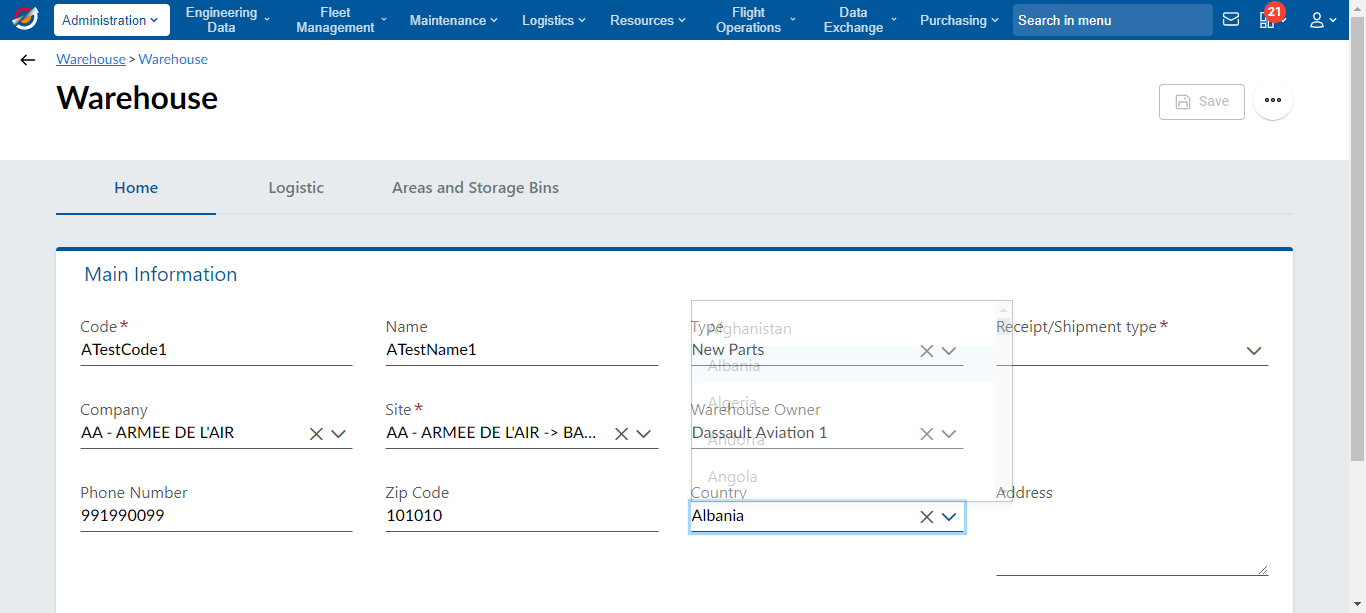 Administration
Engineering
Data
Fleet
Management
Maintenance
Logistics
Resources
Flight
Operations
Data
Exchange
Purchasing
Search in menu
21
Warehouse > Warehouse
Warehouse
Save
Home
Logistic
Areas and Storage Bins
Main Information
Code*
ATestCode1
Name
ATestName1
Type
New Parts
Receipt/Shipment type*
Afghanistan
Albania
Algeria
Andorra
Angola
Company
AA - ARMEE DE L'AIR
Site*
AA - ARMEE DE L'AIR -> BA...
Warehouse Owner
Dassault Aviation 1
Phone Number
991990099
Zip Code
101010
Country
Albania
Address